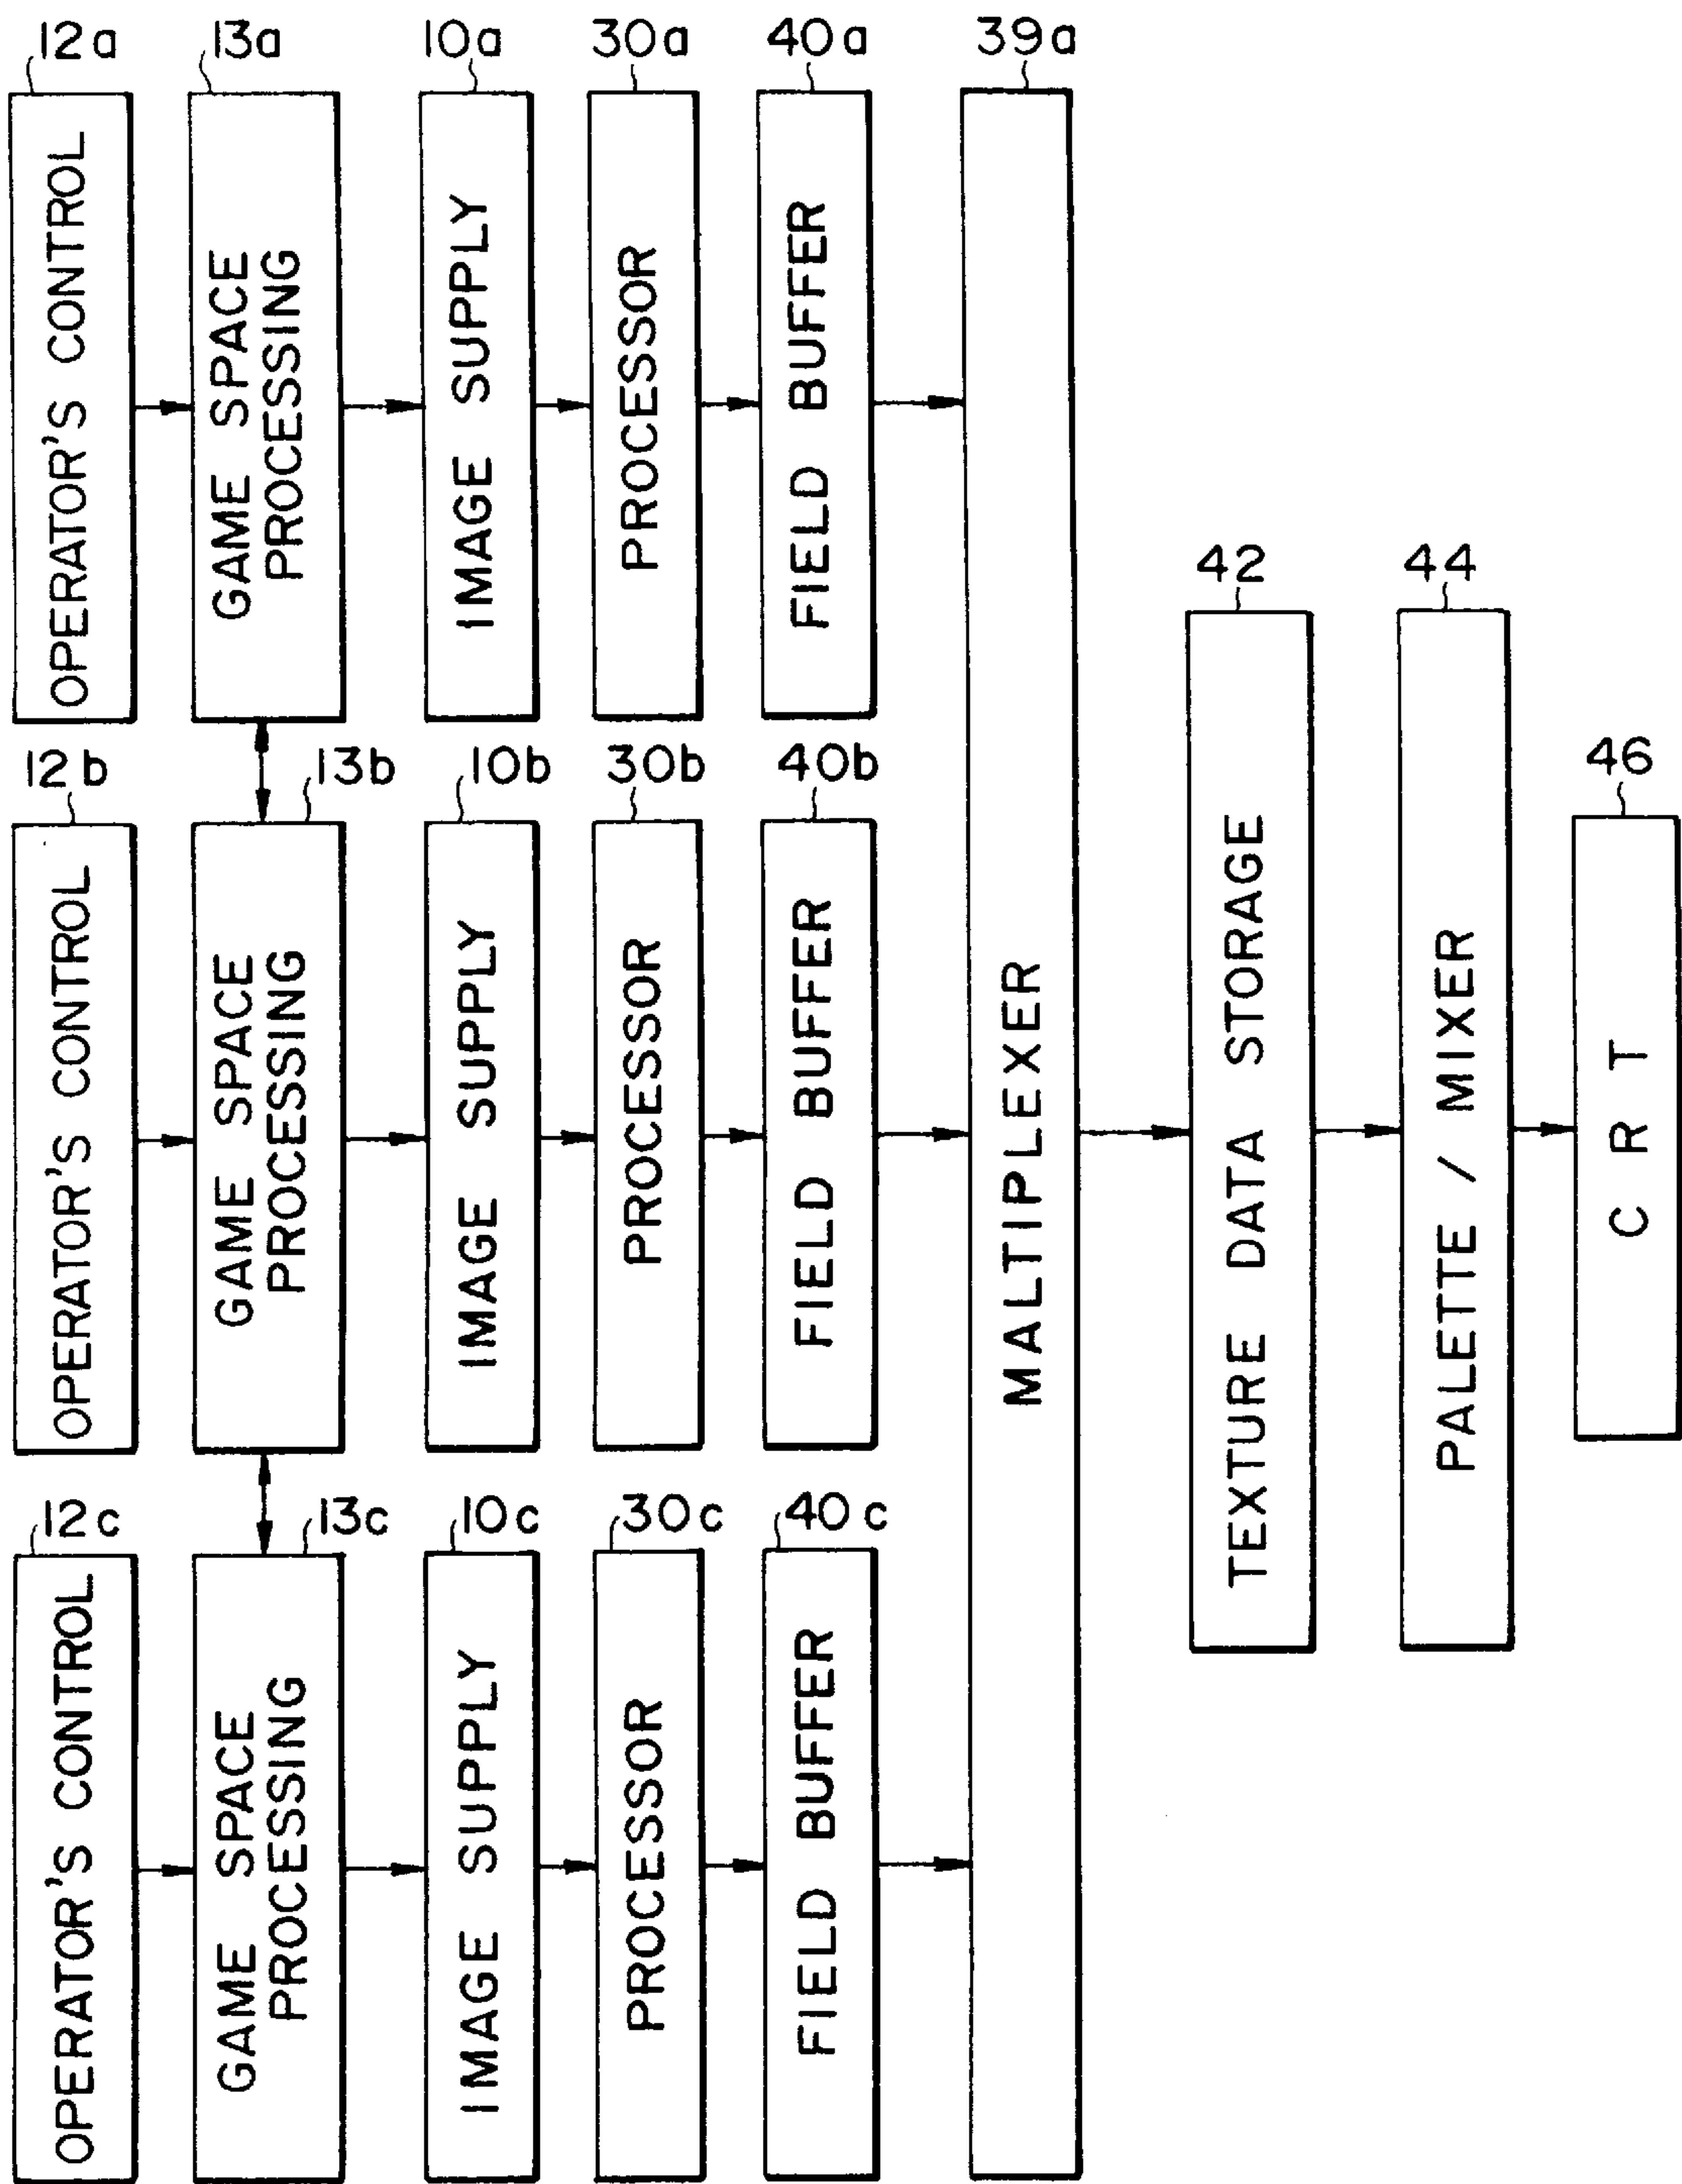 12a
OPERATOR'S CONTROL
13a
GAME SPACE
PROCESSING
10a
IMAGE SUPPLY
30a
PROCESSOR
40a
FIELD BUFFER
39a
12b
OPERATOR'S CONTROL
13b
GAME SPACE
PROCESSING
10b
IMAGE SUPPLY
30b
PROCESSOR
40b
FIELD BUFFER
12c
OPERATOR'S CONTROL
13c
GAME SPACE
PROCESSING
10c
IMAGE SUPPLY
30c
PROCESSOR
40c
FIELD BUFFER
MALTIPLEXER
42
TEXTURE DATA STORAGE
44
PALETTE / MIXER
46
C R T